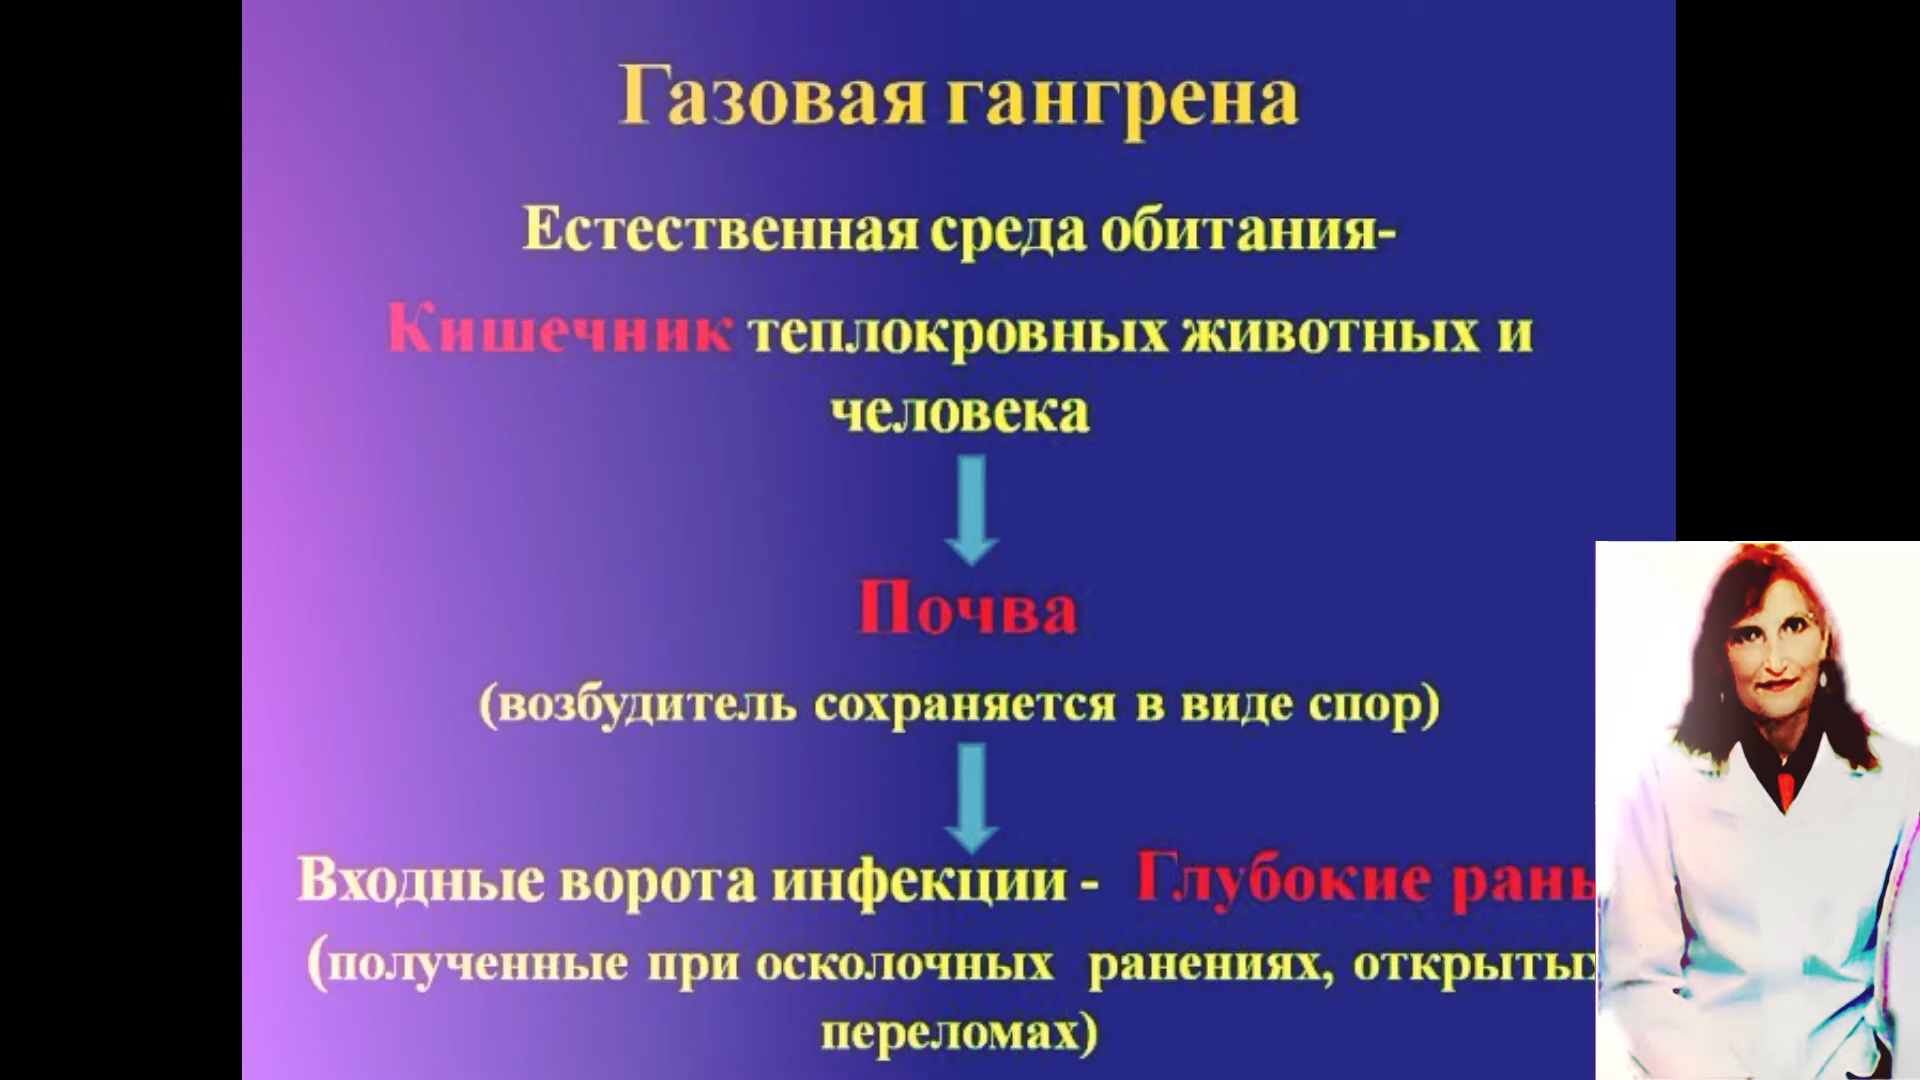 Газовая гангрена
Естественная среда обитания-
Кишечник теплокровных животных и
человека
Почва
(возбудитель сохраняется в виде спор)
Входные ворота инфекции - Глубокие раны
(полученные при осколочных ранениях, открытых
переломах)